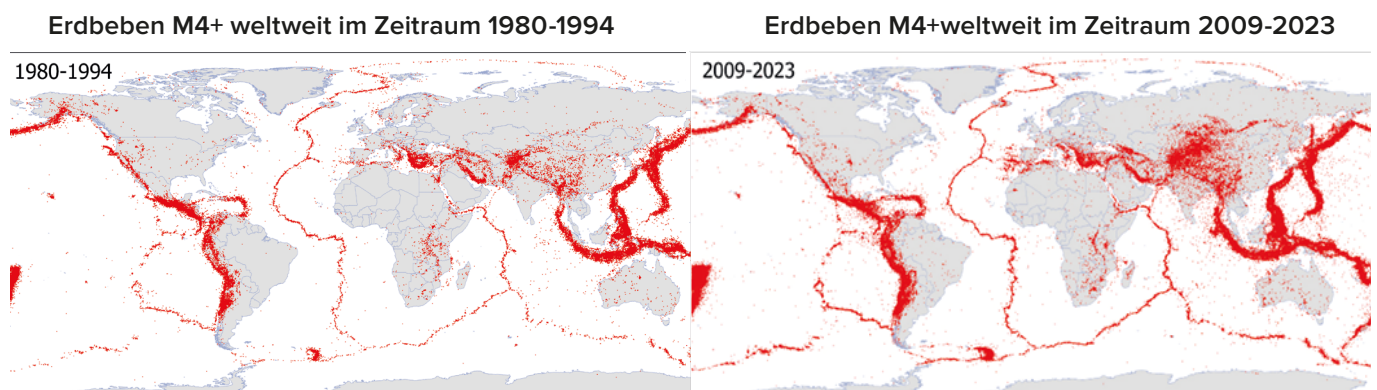 Erdbeben M4+ weltweit im Zeitraum 1980-1994
Erdbeben M4+weltweit im Zeitraum 2009-2023
1980-1994
2009-2023